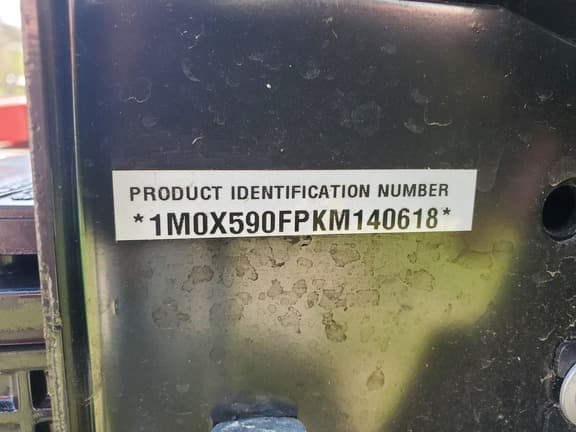 PRODUCT IDENTIFICATION NUMBER
*1M0X590FPKM140618*